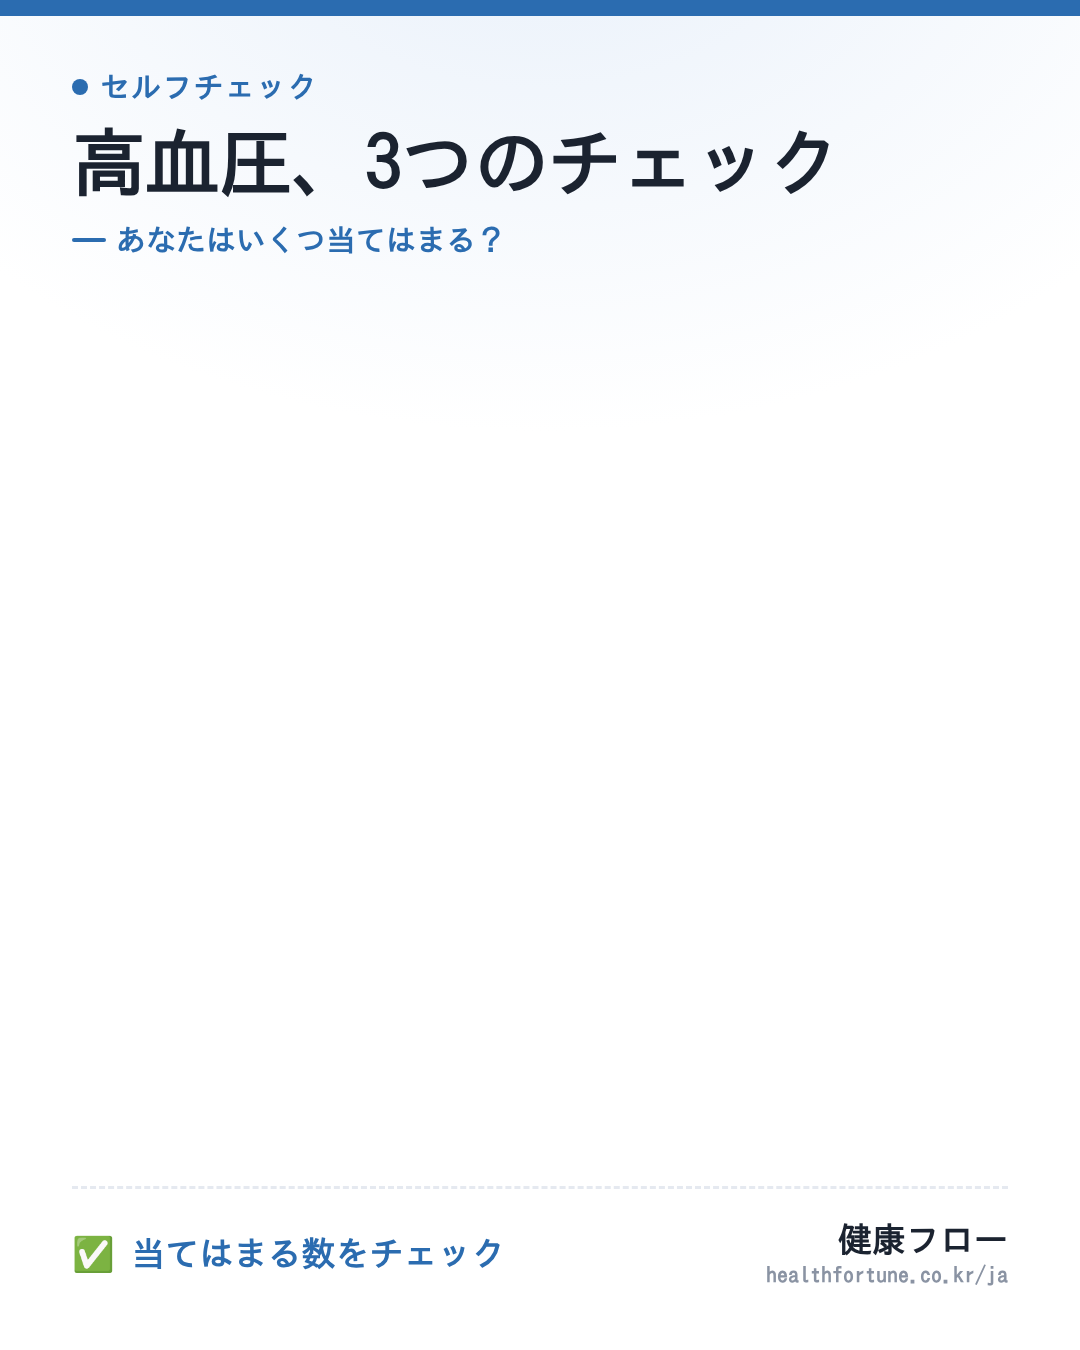 セルフチェック
高血圧、3つのチェック
— あなたはいくつ当てはまる？
✅ 当てはまる数をチェック
健康フロー
healthfortune.co.kr/ja